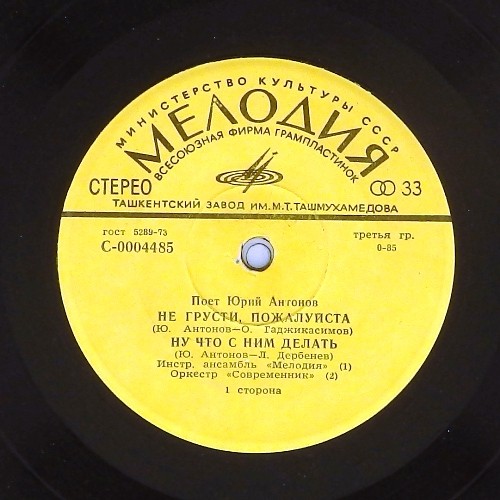 МИНИСТЕРСТВО КУЛЬТУРЫ СССР
МЕЛОДИЯ
ВСЕСОЮЗНАЯ ФИРМА ГРАМПЛАСТИНОК
СТЕРЕО 33
ТАШКЕНТСКИЙ ЗАВОД ИМ. М.Т. ТАШМУХАМЕДОВА
гост 5289-73 третья гр.
С-0004485 0-85
Поет Юрий Антонов
НЕ ГРУСТИ, ПОЖАЛУЙСТА
(Ю. Антонов—О. Гаджикасимов)
НУ ЧТО С НИМ ДЕЛАТЬ
(Ю. Антонов—Л. Дербенев)
Инстр. ансамбль «Мелодия» (1)
Оркестр «Современник» (2)
1 сторона